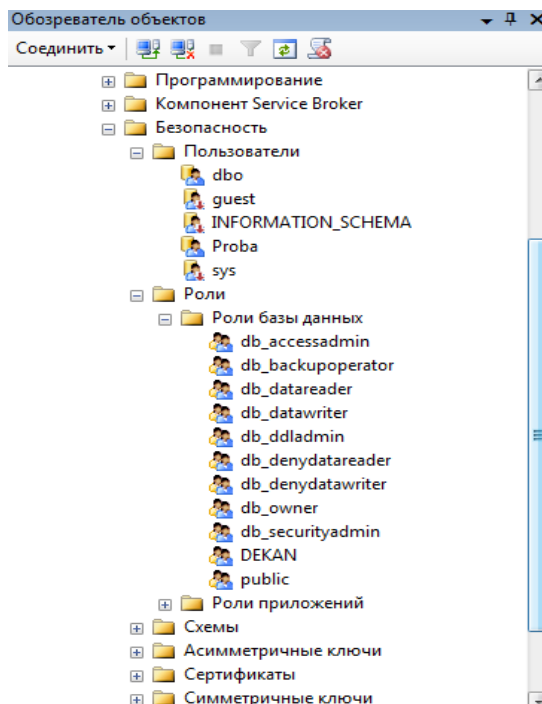 Обозреватель объектов
Соединить
Программирование
Компонент Service Broker
Безопасность
Пользователи
dbo
guest
INFORMATION_SCHEMA
Proba
sys
Роли
Роли базы данных
db_accessadmin
db_backupoperator
db_datareader
db_datawriter
db_ddladmin
db_denydatareader
db_denydatawriter
db_owner
db_securityadmin
DEKAN
public
Роли приложений
Схемы
Асимметричные ключи
Сертификаты
Симметричные ключи